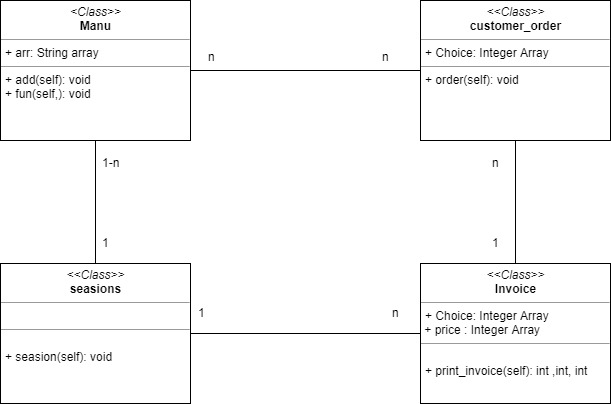 <<Class>>
Manu
+ arr: String array
+ add(self): void
+ fun(self,): void
<<Class>>
customer_order
+ Choice: Integer Array
+ order(self): void
n
n
1-n
n
1
1
<<Class>>
seasions
+ seasion(self): void
1
n
<<Class>>
Invoice
+ Choice: Integer Array
+ price : Integer Array
+ print_invoice(self): int ,int, int